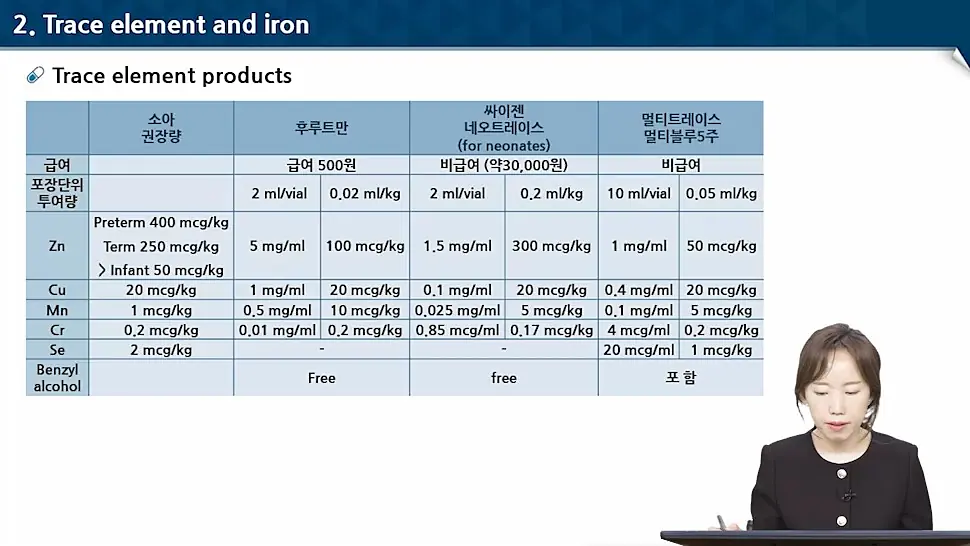 2. Trace element and iron
Trace element products
소아
권장량
후루트만
싸이젠
네오트레이스
(for neonates)
멀티트레이스
멀티블루5주
급여
급여 500원
비급여 (약30,000원)
비급여
포장단위
투여량
2 ml/vial
0.02 ml/kg
2 ml/vial
0.2 ml/kg
10 ml/vial
0.05 ml/kg
Zn
Preterm 400 mcg/kg
Term 250 mcg/kg
> Infant 50 mcg/kg
5 mg/ml
100 mcg/kg
1.5 mg/ml
300 mcg/kg
1 mg/ml
50 mcg/kg
Cu
20 mcg/kg
1 mg/ml
20 mcg/kg
0.1 mg/ml
20 mcg/kg
0.4 mg/ml
20 mcg/kg
Mn
1 mcg/kg
0.5 mg/ml
10 mcg/kg
0.025 mg/ml
5 mcg/kg
0.1 mg/ml
5 mcg/kg
Cr
0.2 mcg/kg
0.01 mg/ml
0.2 mcg/kg
0.85 mcg/ml
0.17 mcg/kg
4 mcg/ml
0.2 mcg/kg
Se
2 mcg/kg
-
-
20 mcg/ml
1 mcg/kg
Benzyl
alcohol
Free
free
포 함